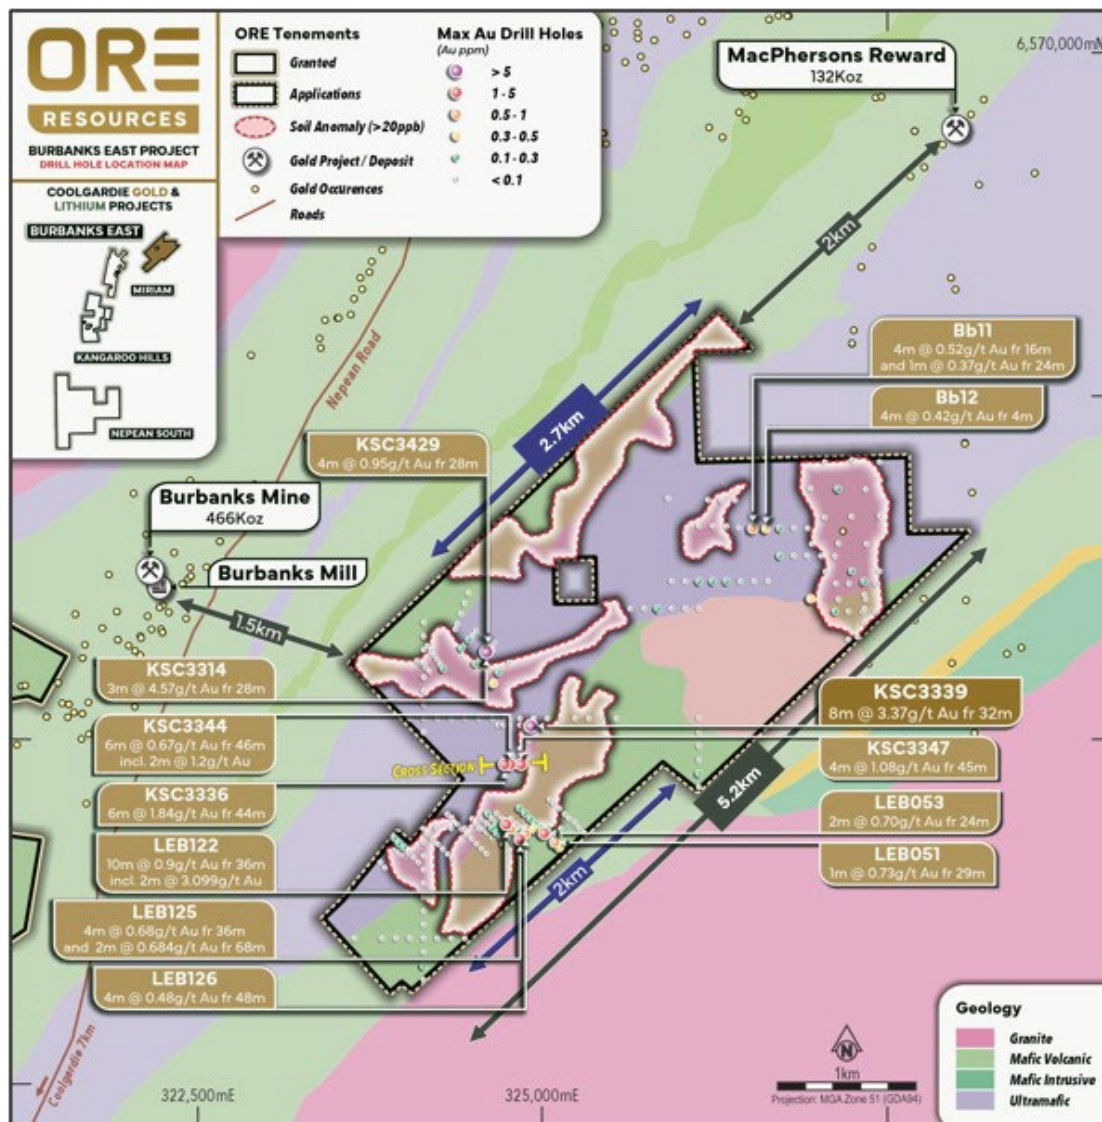 ORE
RESOURCES
BURBANKS EAST PROJECT
DRILL HOLE LOCATION MAP
COOLGARDIE GOLD &
LITHIUM PROJECTS
BURBANKS EAST
MIRIAM
KANGAROO HILLS
NEPEAN SOUTH
ORE Tenements
Granted
Applications
Soil Anomaly (>20ppb)
Gold Project / Deposit
Gold Occurences
Roads
Max Au Drill Holes
(Au ppm)
> 5
1 - 5
0.5 - 1
0.3 - 0.5
0.1 - 0.3
< 0.1
6,570,000mN
MacPhersons Reward
132Koz
2km
Nepean Road
2.7km
Bb11
4m @ 0.52g/t Au fr 16m
and 1m @ 0.37g/t Au fr 24m
Bb12
4m @ 0.42g/t Au fr 4m
KSC3429
4m @ 0.95g/t Au fr 28m
Burbanks Mine
466Koz
Burbanks Mill
1.5km
KSC3314
3m @ 4.57g/t Au fr 28m
KSC3344
6m @ 0.67g/t Au fr 46m
incl. 2m @ 1.2g/t Au
KSC3336
6m @ 1.84g/t Au fr 44m
LEB122
10m @ 0.9g/t Au fr 36m
incl. 2m @ 3.099g/t Au
LEB125
4m @ 0.68g/t Au fr 36m
and 2m @ 0.684g/t Au fr 68m
LEB126
4m @ 0.48g/t Au fr 48m
CROSS SECTION
KSC3339
8m @ 3.37g/t Au fr 32m
KSC3347
4m @ 1.08g/t Au fr 45m
LEB053
2m @ 0.70g/t Au fr 24m
LEB051
1m @ 0.73g/t Au fr 29m
5.2km
2km
Coolgardie 7km
322,500mE
325,000mE
N
1km
Projection: MGA Zone 51 (GDA94)
Geology
Granite
Mafic Volcanic
Mafic Intrusive
Ultramafic